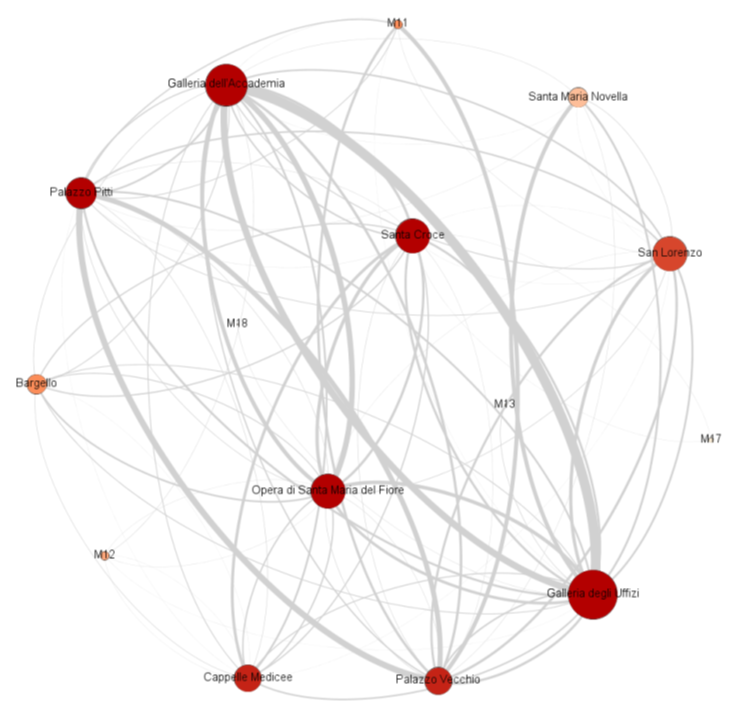 M11
Galleria dell'Accademia
Santa Maria Novella
Palazzo Pitti
Santa Croce
San Lorenzo
M18
Bargello
M13
M17
Opera di Santa Maria del Fiore
M12
Galleria degli Uffizi
Cappelle Medicee
Palazzo Vecchio